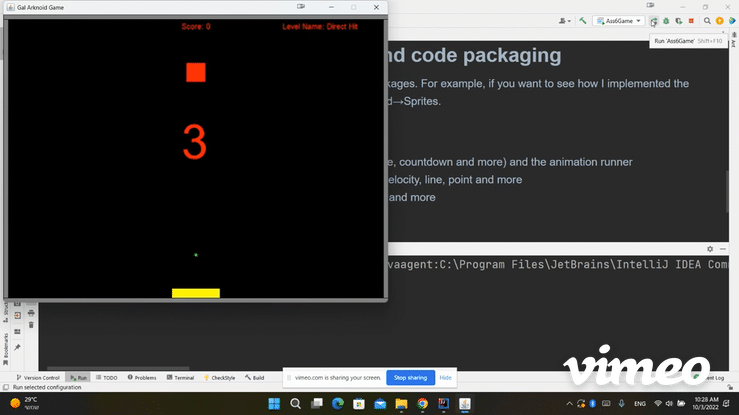 Gal Arknoid Game
Score: 0
Level Name: Direct Hit
3
Ass6Game
Run 'Ass6Game' Shift+F10
nd code packaging
kages. For example, if you want to see how I implemented the
d→Sprites.
e, countdown and more) and the animation runner
elocity, line, point and more
and more
Ant
vaagent:C:\Program Files\JetBrains\IntelliJ IDEA Com
Bookmarks
Version Control
Run
TODO
Problems
Terminal
CheckStyle
Build
ent Log
Run selected configuration
vimeo.com is sharing your screen.
Stop sharing
Hide
vimeo
29°C
ENG
10:28 AM
10/3/2022